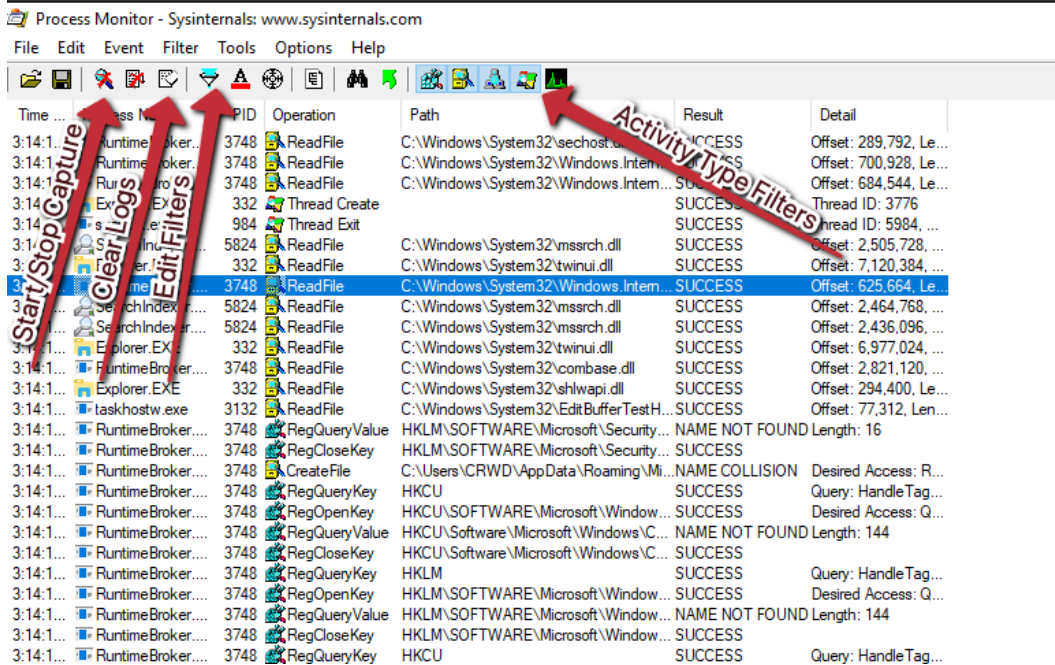 Process Monitor - Sysinternals: www.sysinternals.com
File Edit Event Filter Tools Options Help
Time ... PID Operation Path Result Detail
3:14:1... 3748 ReadFile C:\Windows\System32\sechost. SUCCESS Offset: 289,792, Le...
3:14:1... 3748 ReadFile C:\Windows\System32\Windows.Intern... Offset: 700,928, Le...
3:14:1 3748 ReadFile C:\Windows\System32\Windows.Intern... Offset: 684,544, Le...
332 Thread Create SUCCESS Thread ID: 3776
984 Thread Exit SUCCESS Thread ID: 5984, ...
5824 ReadFile C:\Windows\System32\mssrch.dll SUCCESS Offset: 2,505,728, ...
332 ReadFile C:\Windows\System32\twinui.dll SUCCESS Offset: 7,120,384, ...
3748 ReadFile C:\Windows\System32\Windows.Intern... SUCCESS Offset: 625,664, Le...
SearchIndexer.... 5824 ReadFile C:\Windows\System32\mssrch.dll SUCCESS Offset: 2,464,768, ...
SearchIndexer.... 5824 ReadFile C:\Windows\System32\mssrch.dll SUCCESS Offset: 2,436,096, ...
3:14:1... Explorer.EXE 332 ReadFile C:\Windows\System32\twinui.dll SUCCESS Offset: 6,977,024, ...
3:14:1... RuntimeBroker.... 3748 ReadFile C:\Windows\System32\combase.dll SUCCESS Offset: 2,821,120, ...
3:14:1... Explorer.EXE 332 ReadFile C:\Windows\System32\shlwapi.dll SUCCESS Offset: 294,400, Le...
3:14:1... taskhostw.exe 3132 ReadFile C:\Windows\System32\EditBufferTestH... SUCCESS Offset: 77,312, Len...
3:14:1... RuntimeBroker.... 3748 RegQueryValue HKLM\SOFTWARE\Microsoft\Security... NAME NOT FOUND Length: 16
3:14:1... RuntimeBroker.... 3748 RegCloseKey HKLM\SOFTWARE\Microsoft\Security... SUCCESS
3:14:1... RuntimeBroker.... 3748 CreateFile C:\Users\CRWD\AppData\Roaming\Mi... NAME COLLISION Desired Access: R...
3:14:1... RuntimeBroker.... 3748 RegQueryKey HKCU SUCCESS Query: HandleTag...
3:14:1... RuntimeBroker.... 3748 RegOpenKey HKCU\SOFTWARE\Microsoft\Window... SUCCESS Desired Access: Q...
3:14:1... RuntimeBroker.... 3748 RegQueryValue HKCU\Software\Microsoft\Windows\C... NAME NOT FOUND Length: 144
3:14:1... RuntimeBroker.... 3748 RegCloseKey HKCU\Software\Microsoft\Windows\C... SUCCESS
3:14:1... RuntimeBroker.... 3748 RegQueryKey HKLM SUCCESS Query: HandleTag...
3:14:1... RuntimeBroker.... 3748 RegOpenKey HKLM\SOFTWARE\Microsoft\Window... SUCCESS Desired Access: Q...
3:14:1... RuntimeBroker.... 3748 RegQueryValue HKLM\SOFTWARE\Microsoft\Window... NAME NOT FOUND Length: 144
3:14:1... RuntimeBroker.... 3748 RegCloseKey HKLM\SOFTWARE\Microsoft\Window... SUCCESS
3:14:1... RuntimeBroker.... 3748 RegQueryKey HKCU SUCCESS Query: HandleTag...
Start/Stop Capture
Clear Logs
Edit Filters
Activity Type Filters